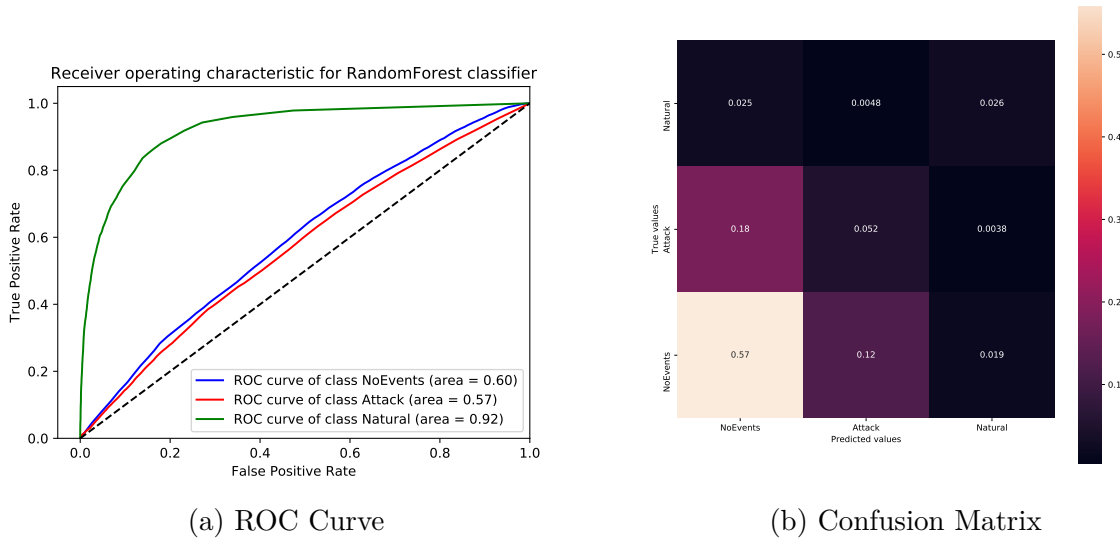 Receiver operating characteristic for RandomForest classifier
True Positive Rate
1.0
0.8
0.6
0.4
0.2
0.0
ROC curve of class NoEvents (area = 0.60)
ROC curve of class Attack (area = 0.57)
ROC curve of class Natural (area = 0.92)
0.0 0.2 0.4 0.6 0.8 1.0
False Positive Rate
(a) ROC Curve
True values
Natural
Attack
NoEvents
0.025 0.0048 0.026
0.18 0.052 0.0038
0.57 0.12 0.019
NoEvents Attack Natural
Predicted values
0.5
0.4
0.3
0.2
0.1
(b) Confusion Matrix